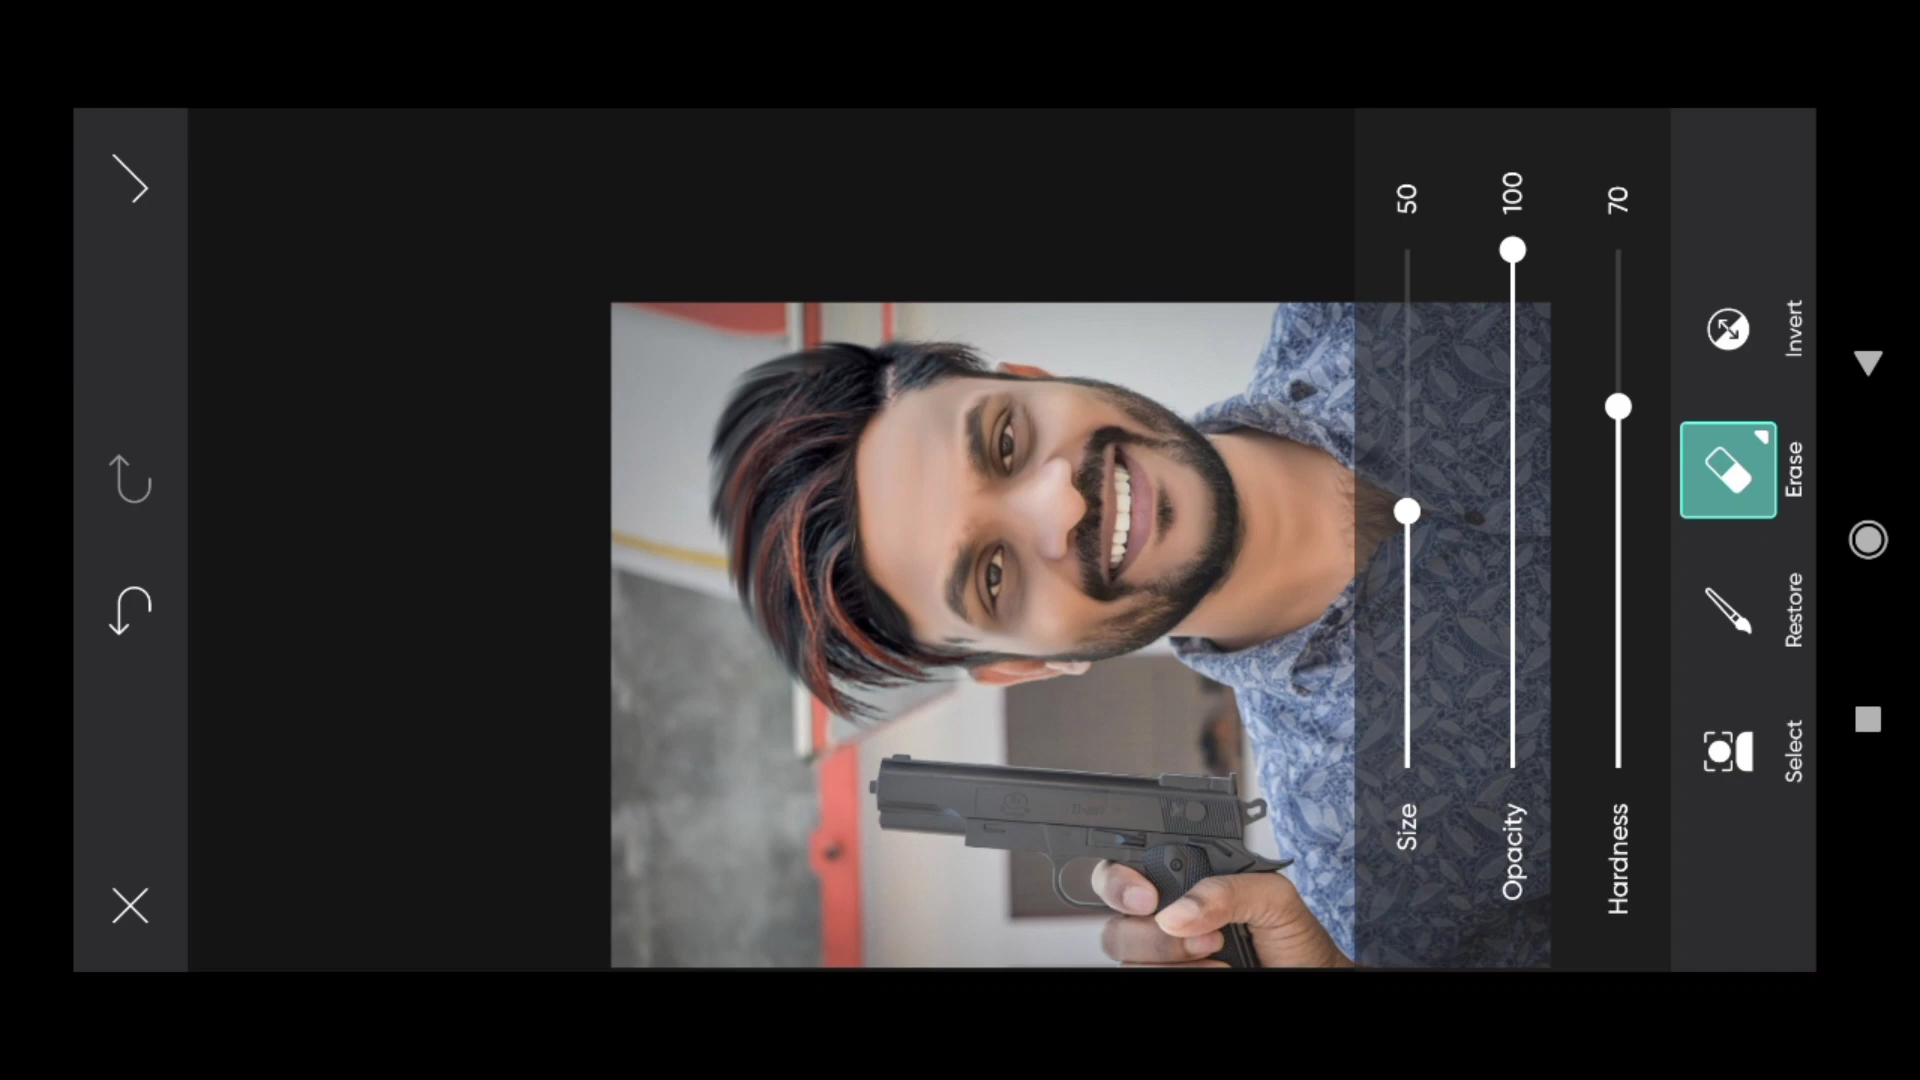 Size 50
Opacity 100
Hardness 70
Select
Restore
Erase
Invert